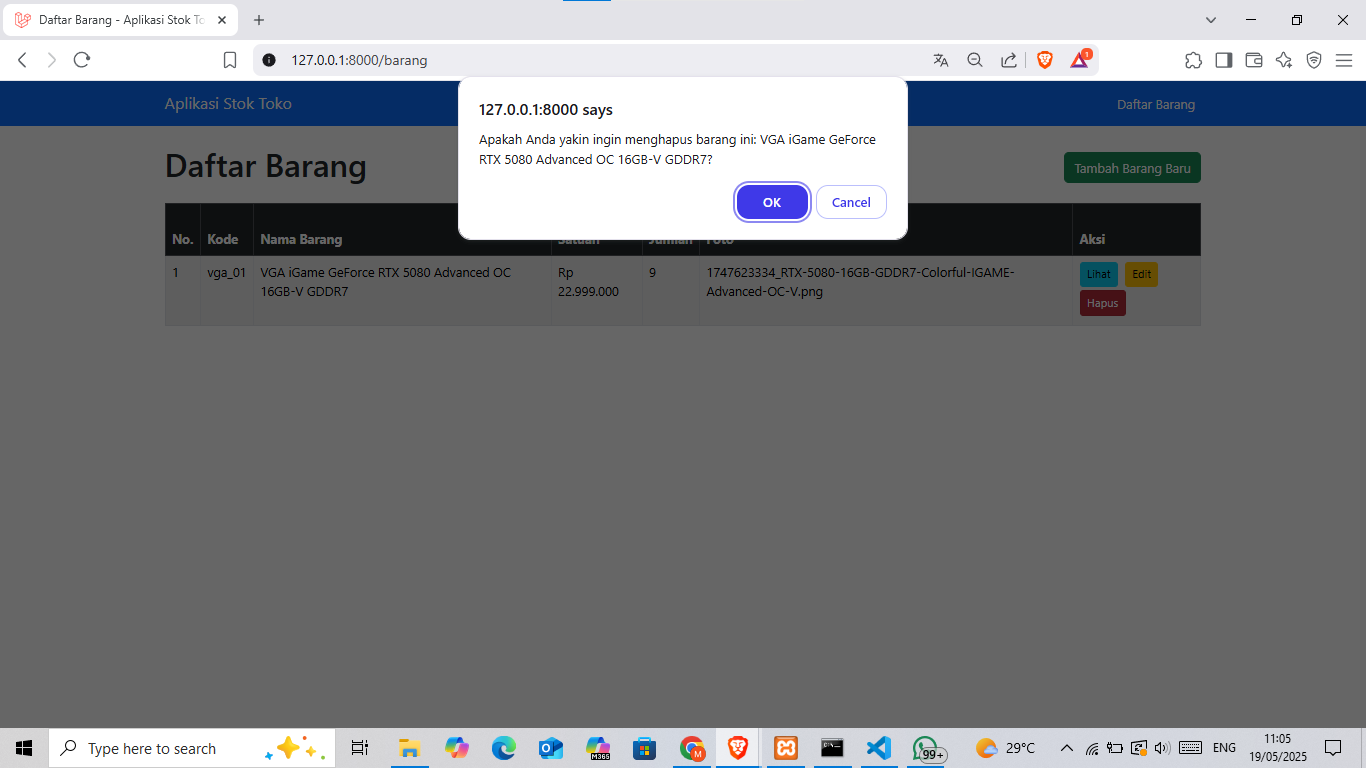 Daftar Barang - Aplikasi Stok To
127.0.0.1:8000/barang
1
127.0.0.1:8000 says
Apakah Anda yakin ingin menghapus barang ini: VGA iGame GeForce
RTX 5080 Advanced OC 16GB-V GDDR7?
OK
Cancel
Aplikasi Stok Toko
Daftar Barang
Daftar Barang
Tambah Barang Baru
No. Kode Nama Barang Satuan Jumlah Foto Aksi
1 vga_01 VGA iGame GeForce RTX 5080 Advanced OC Rp 9 1747623334_RTX-5080-16GB-GDDR7-Colorful-IGAME- Lihat Edit
16GB-V GDDR7 22.999.000 Advanced-OC-V.png
Hapus
Type here to search
M365
M
99+
29°C
ENG
11:05
19/05/2025